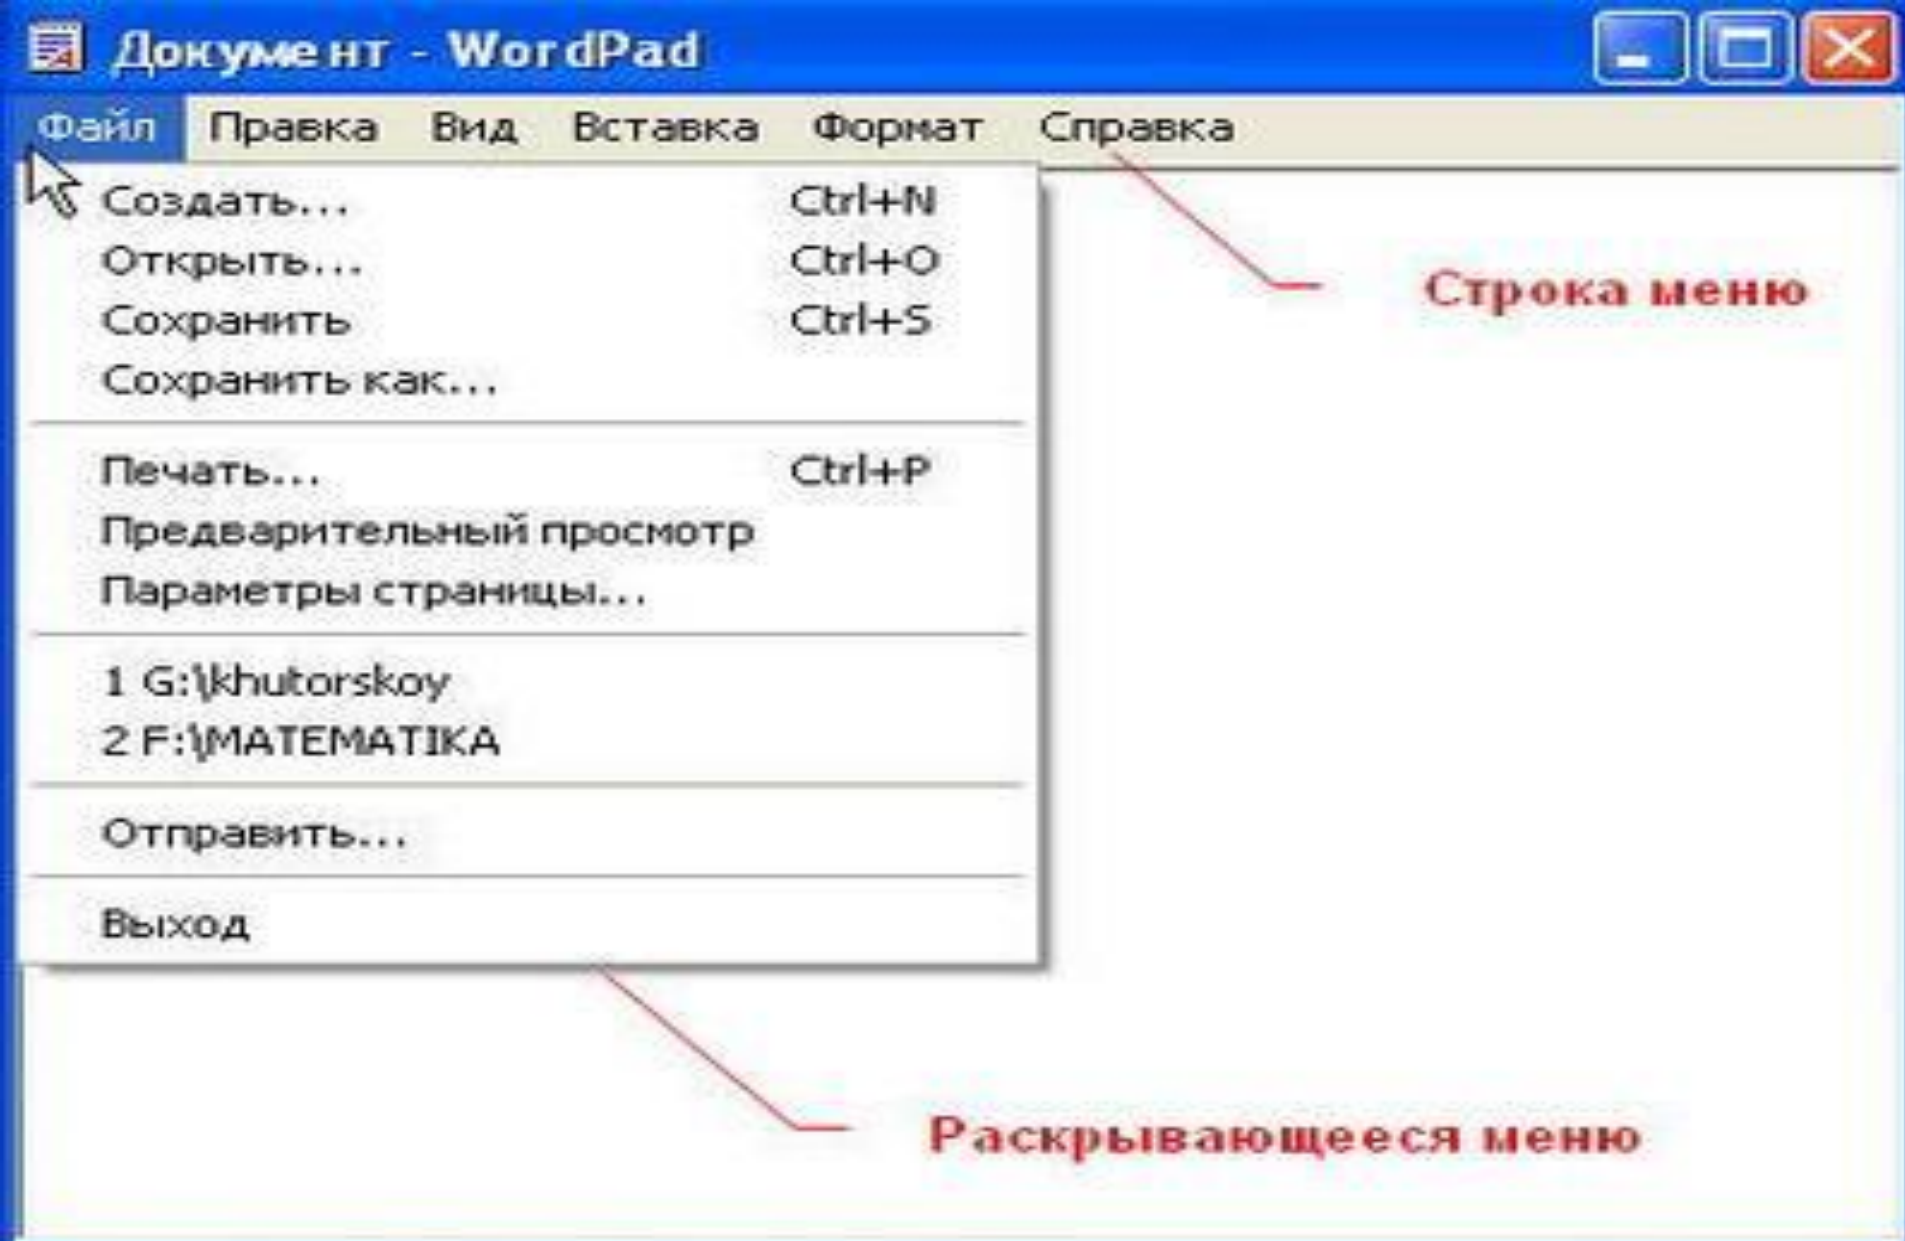 Документ - WordPad
Файл Правка Вид Вставка Формат Справка
Создать... Ctrl+N
Открыть... Ctrl+O
Сохранить Ctrl+S
Сохранить как...
Печать... Ctrl+P
Предварительный просмотр
Параметры страницы...
1 G:\khutorskoy
2 F:\MATEMATIKA
Отправить...
Выход
Строка меню
Раскрывающееся меню